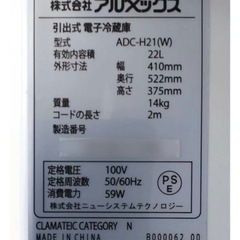 株式会社 アルメックス
引出式 電子冷蔵庫
型式 ADC-H21(W)
有効内容積 22L
外形寸法 幅 410mm
奥行 522mm
高さ 375mm
質量 14kg
コードの長さ 2m
製造番号
定格電圧 100V
定格周波数 50/60Hz
消費電力 59W
PS
E
株式会社ニューシステムテクノロジー
CLAMATEIC CATEGORY N
MADE IN CHINA B000062 00